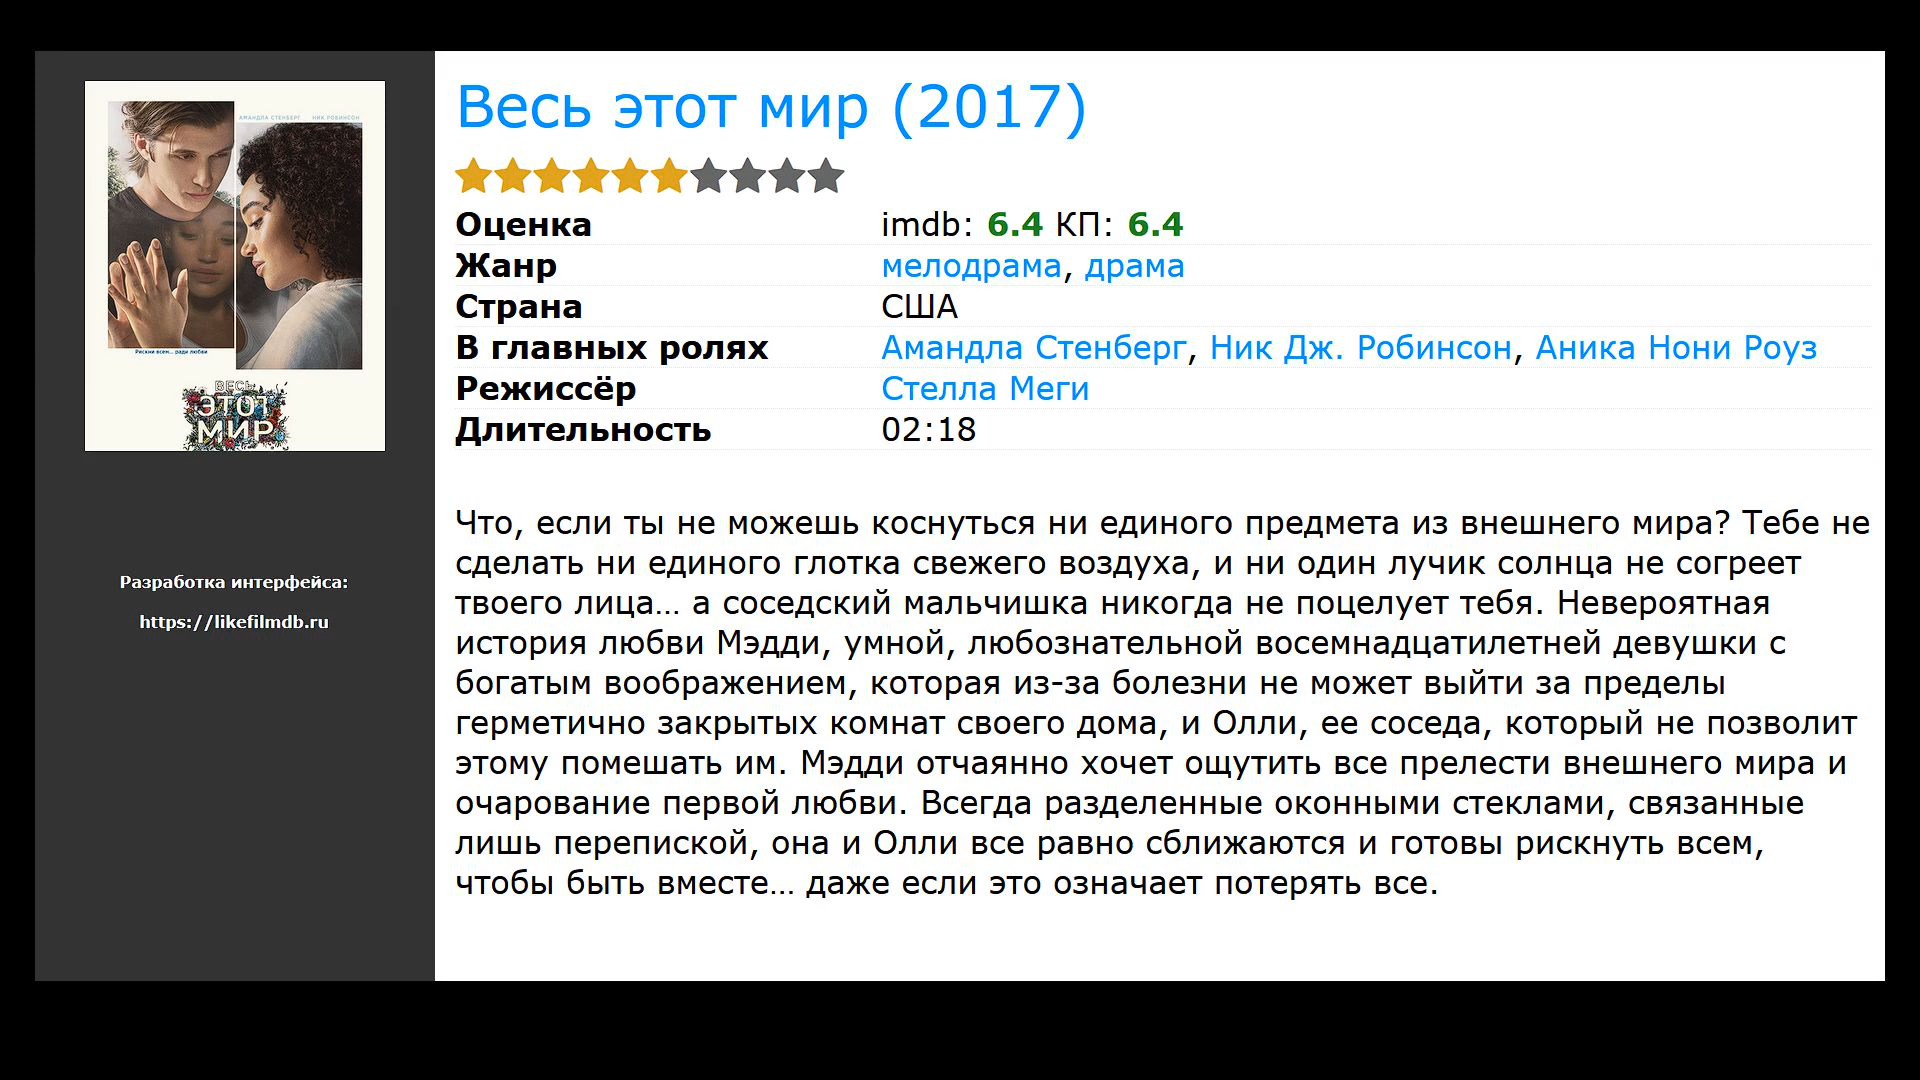 АМАНДЛА СТЕНБЕРГ НИК РОБИНСОН
Рискни всем... ради любви
ВЕСЬ
ЭТОТ
МИР
Разработка интерфейса:
https://likefilmdb.ru
Весь этот мир (2017)
Оценка imdb: 6.4 КП: 6.4
Жанр мелодрама, драма
Страна США
В главных ролях Амандла Стенберг, Ник Дж. Робинсон, Аника Нони Роуз
Режиссёр Стелла Меги
Длительность 02:18
Что, если ты не можешь коснуться ни единого предмета из внешнего мира? Тебе не
сделать ни единого глотка свежего воздуха, и ни один лучик солнца не согреет
твоего лица… а соседский мальчишка никогда не поцелует тебя. Невероятная
история любви Мэдди, умной, любознательной восемнадцатилетней девушки с
богатым воображением, которая из-за болезни не может выйти за пределы
герметично закрытых комнат своего дома, и Олли, ее соседа, который не позволит
этому помешать им. Мэдди отчаянно хочет ощутить все прелести внешнего мира и
очарование первой любви. Всегда разделенные оконными стеклами, связанные
лишь перепиской, она и Олли все равно сближаются и готовы рискнуть всем,
чтобы быть вместе… даже если это означает потерять все.